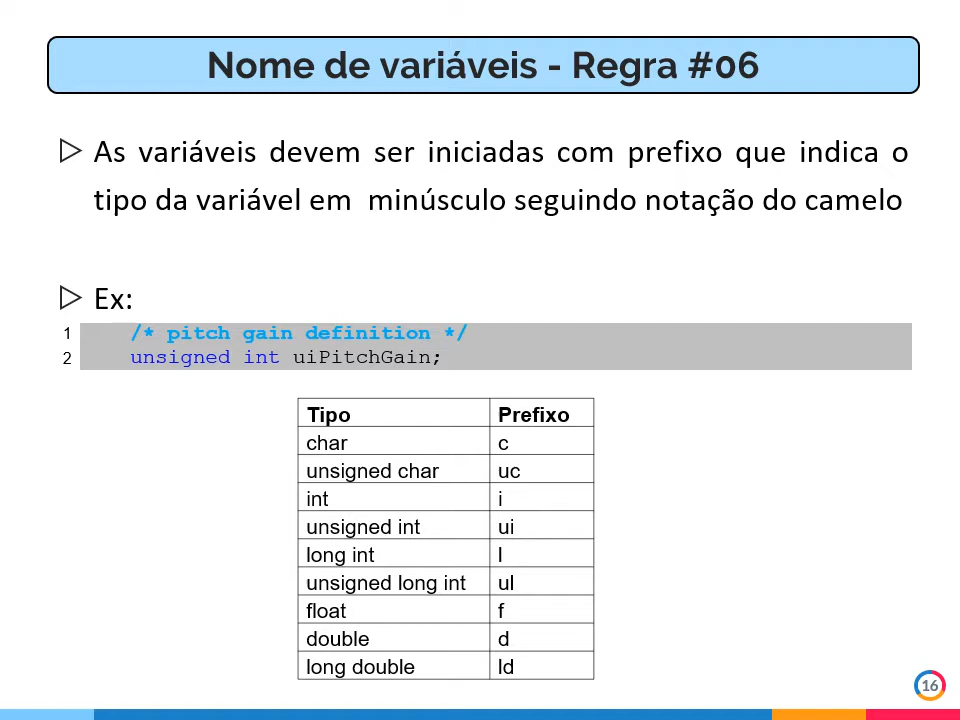 Nome de variáveis - Regra #06
As variáveis devem ser iniciadas com prefixo que indica o
tipo da variável em  minúsculo seguindo notação do camelo
Ex:
1 /* pitch gain definition */
2 unsigned int uiPitchGain;
Tipo Prefixo
char c
unsigned char uc
int i
unsigned int ui
long int l
unsigned long int ul
float f
double d
long double ld
16